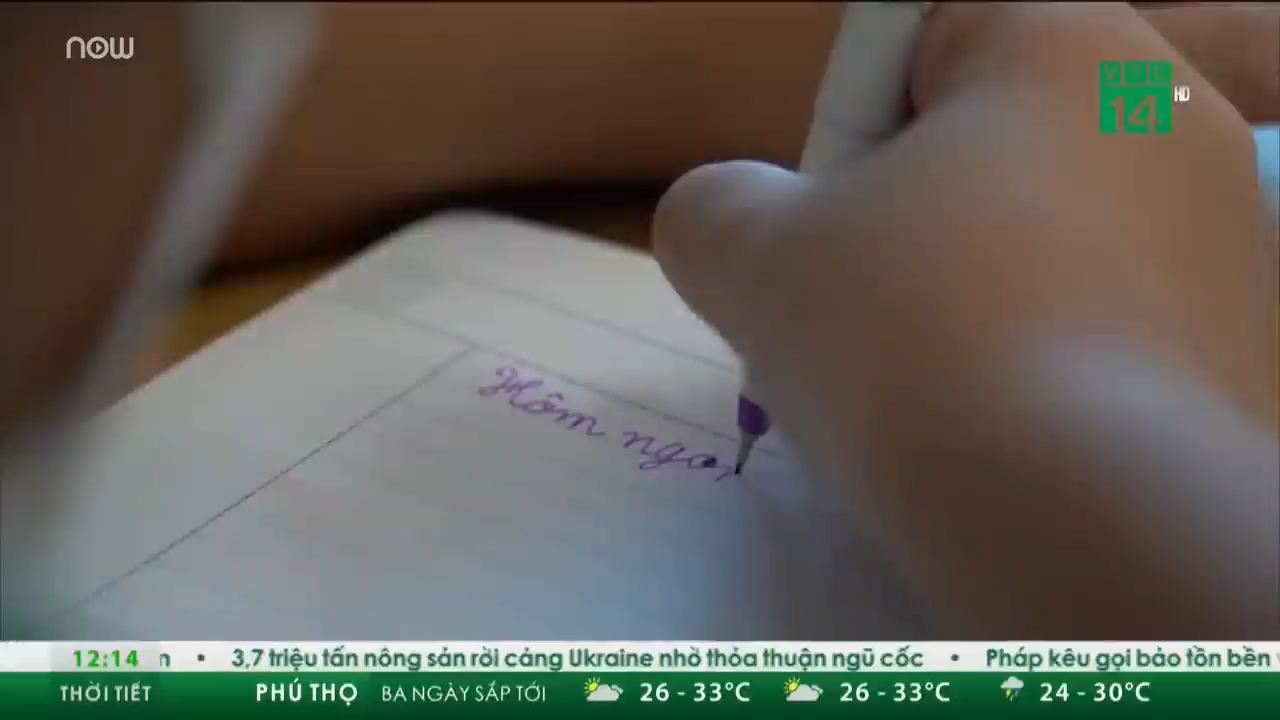 now
VTC
14
HD
Hôm nga
12:14 n • 3,7 triệu tấn nông sản rời cảng Ukraine nhờ thỏa thuận ngũ cốc • Pháp kêu gọi bảo tồn bền
THỜI TIẾT PHÚ THỌ BA NGÀY SẮP TỚI 26 - 33°C 26 - 33°C 24 - 30°C